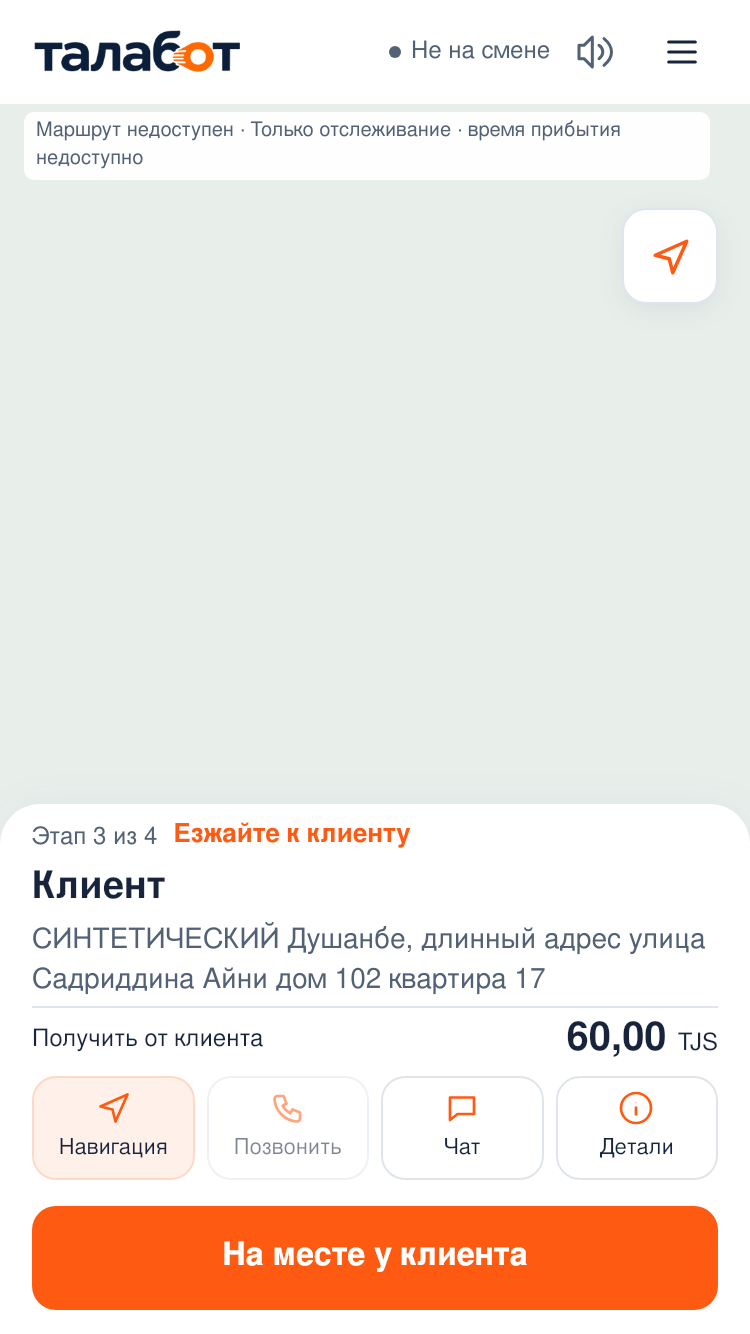 талабот
Не на смене
Маршрут недоступен · Только отслеживание · время прибытия
недоступно
Этап 3 из 4 Езжайте к клиенту
Клиент
СИНТЕТИЧЕСКИЙ Душанбе, длинный адрес улица
Садриддина Айни дом 102 квартира 17
Получить от клиента 60,00 TJS
Навигация Позвонить Чат Детали
На месте у клиента